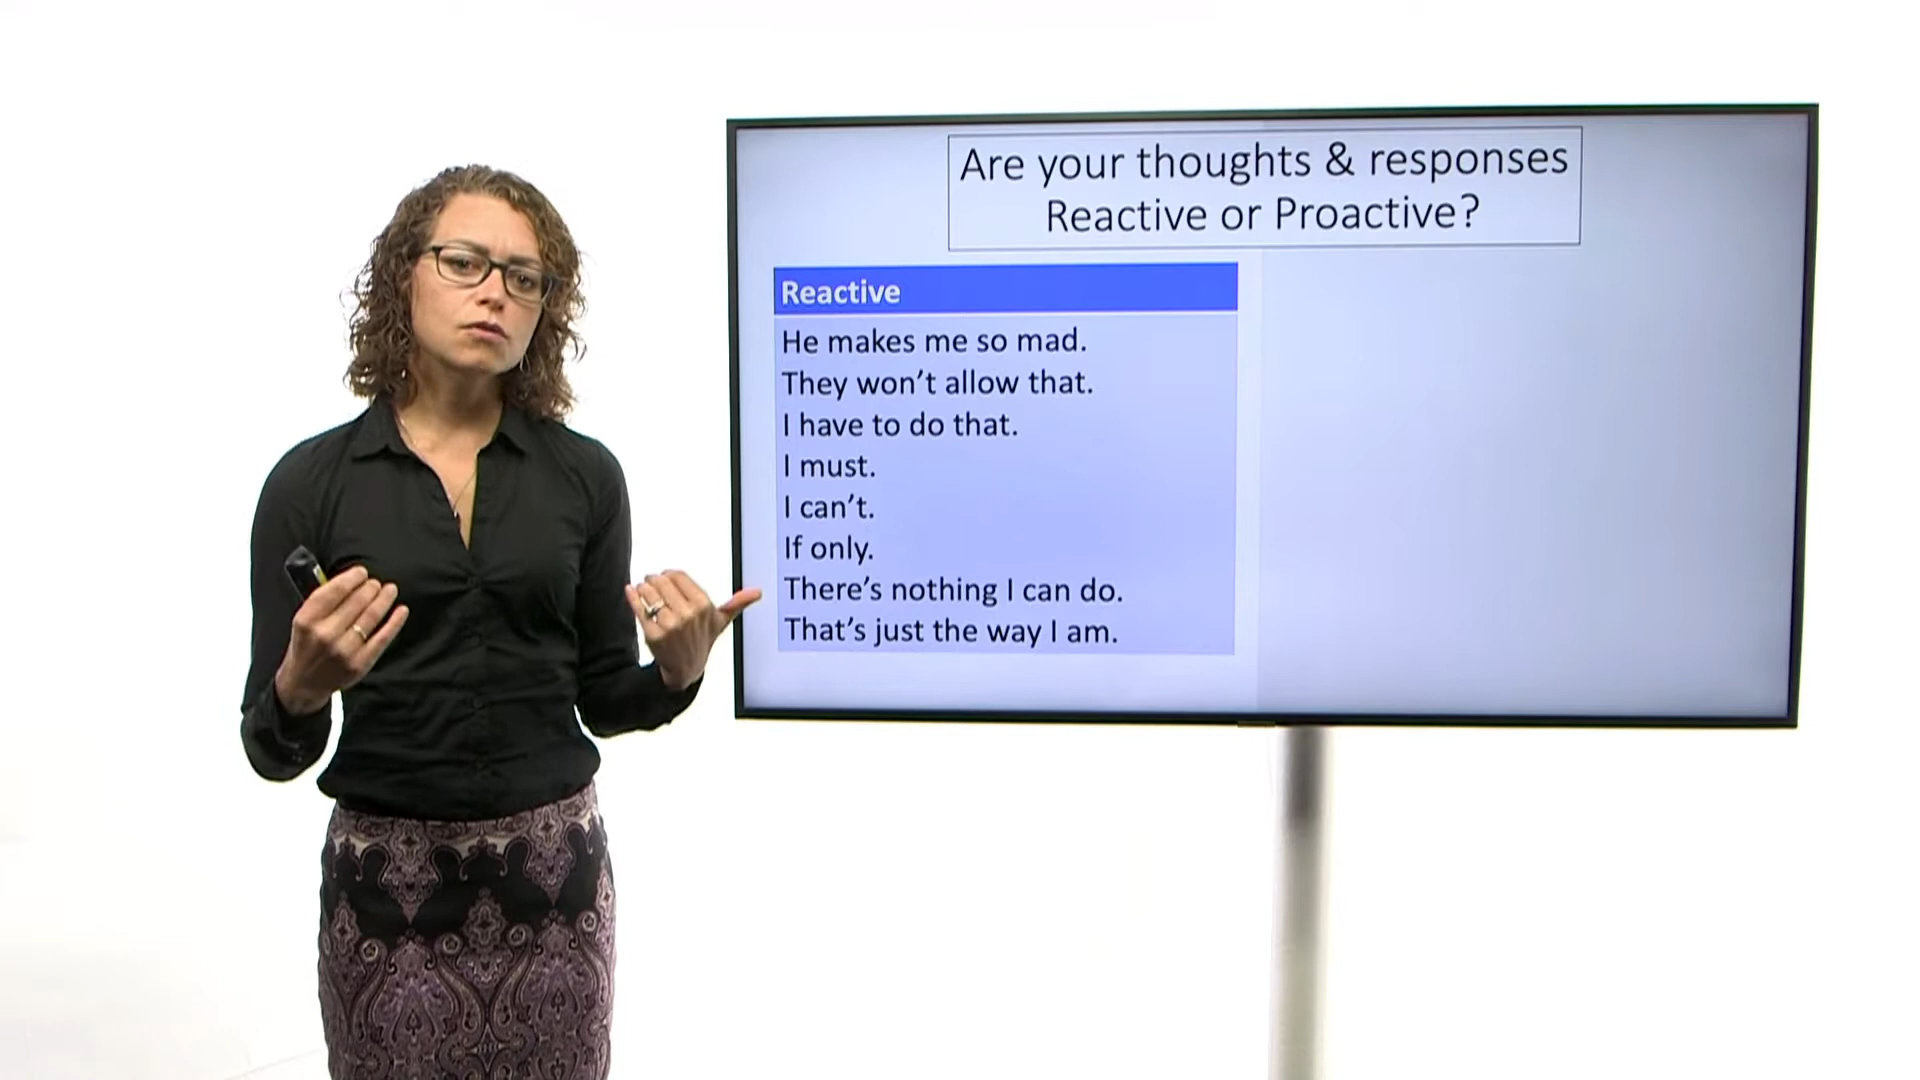 Are your thoughts & responses
Reactive or Proactive?
Reactive
He makes me so mad.
They won’t allow that.
I have to do that.
I must.
I can’t.
If only.
There’s nothing I can do.
That’s just the way I am.